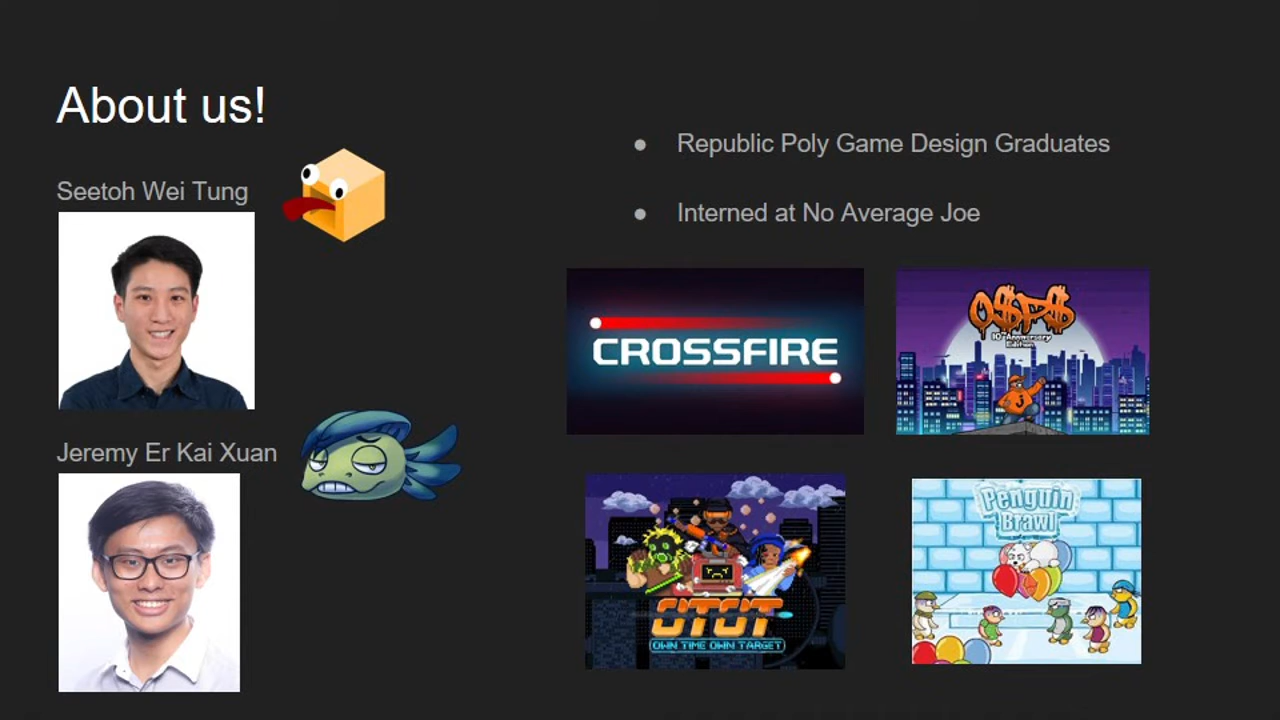 About us!
Seetoh Wei Tung
Jeremy Er Kai Xuan
● Republic Poly Game Design Graduates
● Interned at No Average Joe
CROSSFIRE
O$P$
10th Anniversary
Edition
OTOT
OWN TIME OWN TARGET
Penguin
Brawl